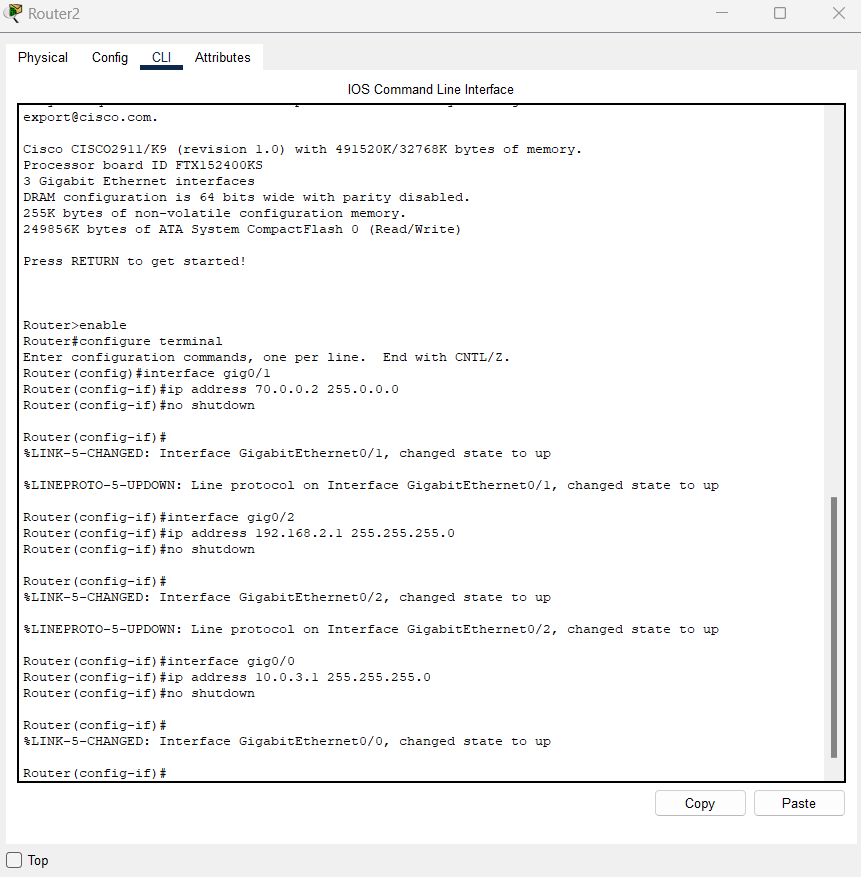 Router2
Physical Config CLI Attributes
IOS Command Line Interface
export@cisco.com.
Cisco CISCO2911/K9 (revision 1.0) with 491520K/32768K bytes of memory.
Processor board ID FTX152400KS
3 Gigabit Ethernet interfaces
DRAM configuration is 64 bits wide with parity disabled.
255K bytes of non-volatile configuration memory.
249856K bytes of ATA System CompactFlash 0 (Read/Write)
Press RETURN to get started!
Router>enable
Router#configure terminal
Enter configuration commands, one per line.  End with CNTL/Z.
Router(config)#interface gig0/1
Router(config-if)#ip address 70.0.0.2 255.0.0.0
Router(config-if)#no shutdown
Router(config-if)#
%LINK-5-CHANGED: Interface GigabitEthernet0/1, changed state to up
%LINEPROTO-5-UPDOWN: Line protocol on Interface GigabitEthernet0/1, changed state to up
Router(config-if)#interface gig0/2
Router(config-if)#ip address 192.168.2.1 255.255.255.0
Router(config-if)#no shutdown
Router(config-if)#
%LINK-5-CHANGED: Interface GigabitEthernet0/2, changed state to up
%LINEPROTO-5-UPDOWN: Line protocol on Interface GigabitEthernet0/2, changed state to up
Router(config-if)#interface gig0/0
Router(config-if)#ip address 10.0.3.1 255.255.255.0
Router(config-if)#no shutdown
Router(config-if)#
%LINK-5-CHANGED: Interface GigabitEthernet0/0, changed state to up
Router(config-if)#
Copy Paste
Top